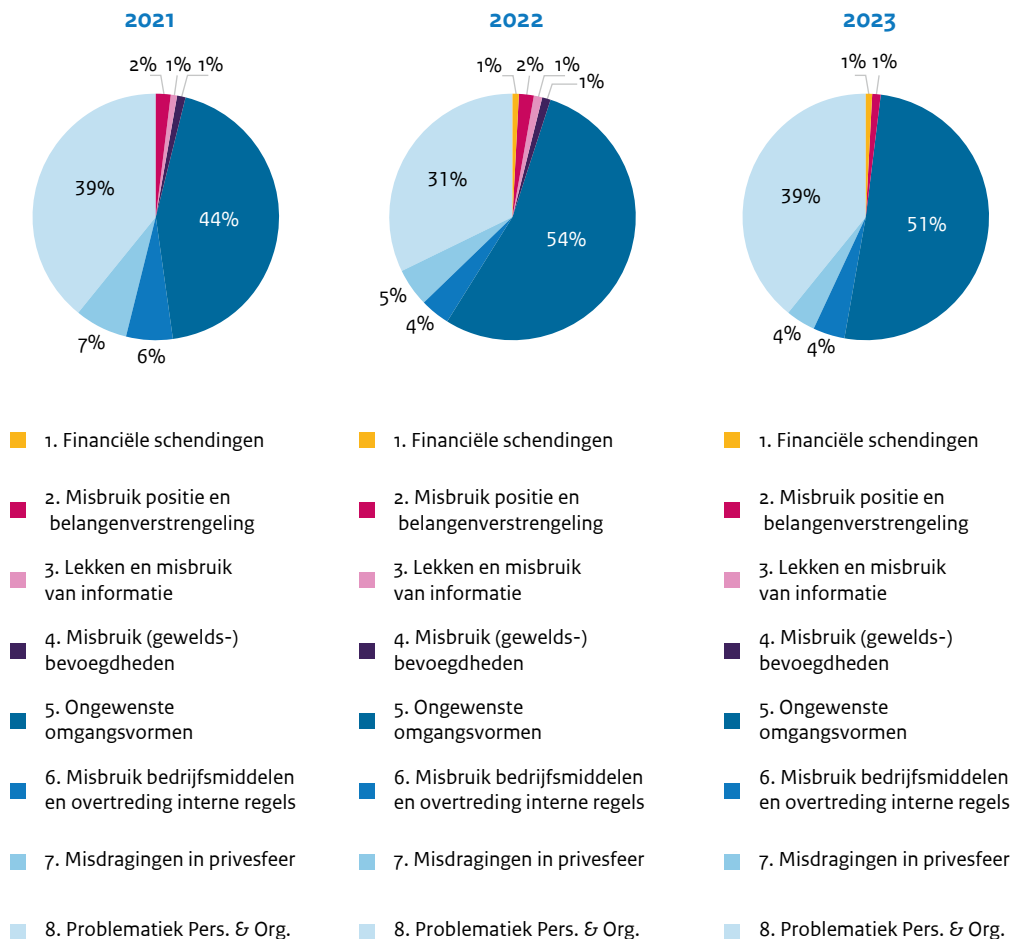 2021
2% 1% 1%
39%
44%
7%
6%
1. Financiële schendingen
2. Misbruik positie en
belangenverstrengeling
3. Lekken en misbruik
van informatie
4. Misbruik (gewelds-)
bevoegdheden
5. Ongewenste
omgangsvormen
6. Misbruik bedrijfsmiddelen
en overtreding interne regels
7. Misdragingen in privesfeer
8. Problematiek Pers. & Org.
2022
1% 2% 1%
1%
31%
54%
5%
4%
1. Financiële schendingen
2. Misbruik positie en
belangenverstrengeling
3. Lekken en misbruik
van informatie
4. Misbruik (gewelds-)
bevoegdheden
5. Ongewenste
omgangsvormen
6. Misbruik bedrijfsmiddelen
en overtreding interne regels
7. Misdragingen in privesfeer
8. Problematiek Pers. & Org.
2023
1% 1%
39%
51%
4%
4%
1. Financiële schendingen
2. Misbruik positie en
belangenverstrengeling
3. Lekken en misbruik
van informatie
4. Misbruik (gewelds-)
bevoegdheden
5. Ongewenste
omgangsvormen
6. Misbruik bedrijfsmiddelen
en overtreding interne regels
7. Misdragingen in privesfeer
8. Problematiek Pers. & Org.